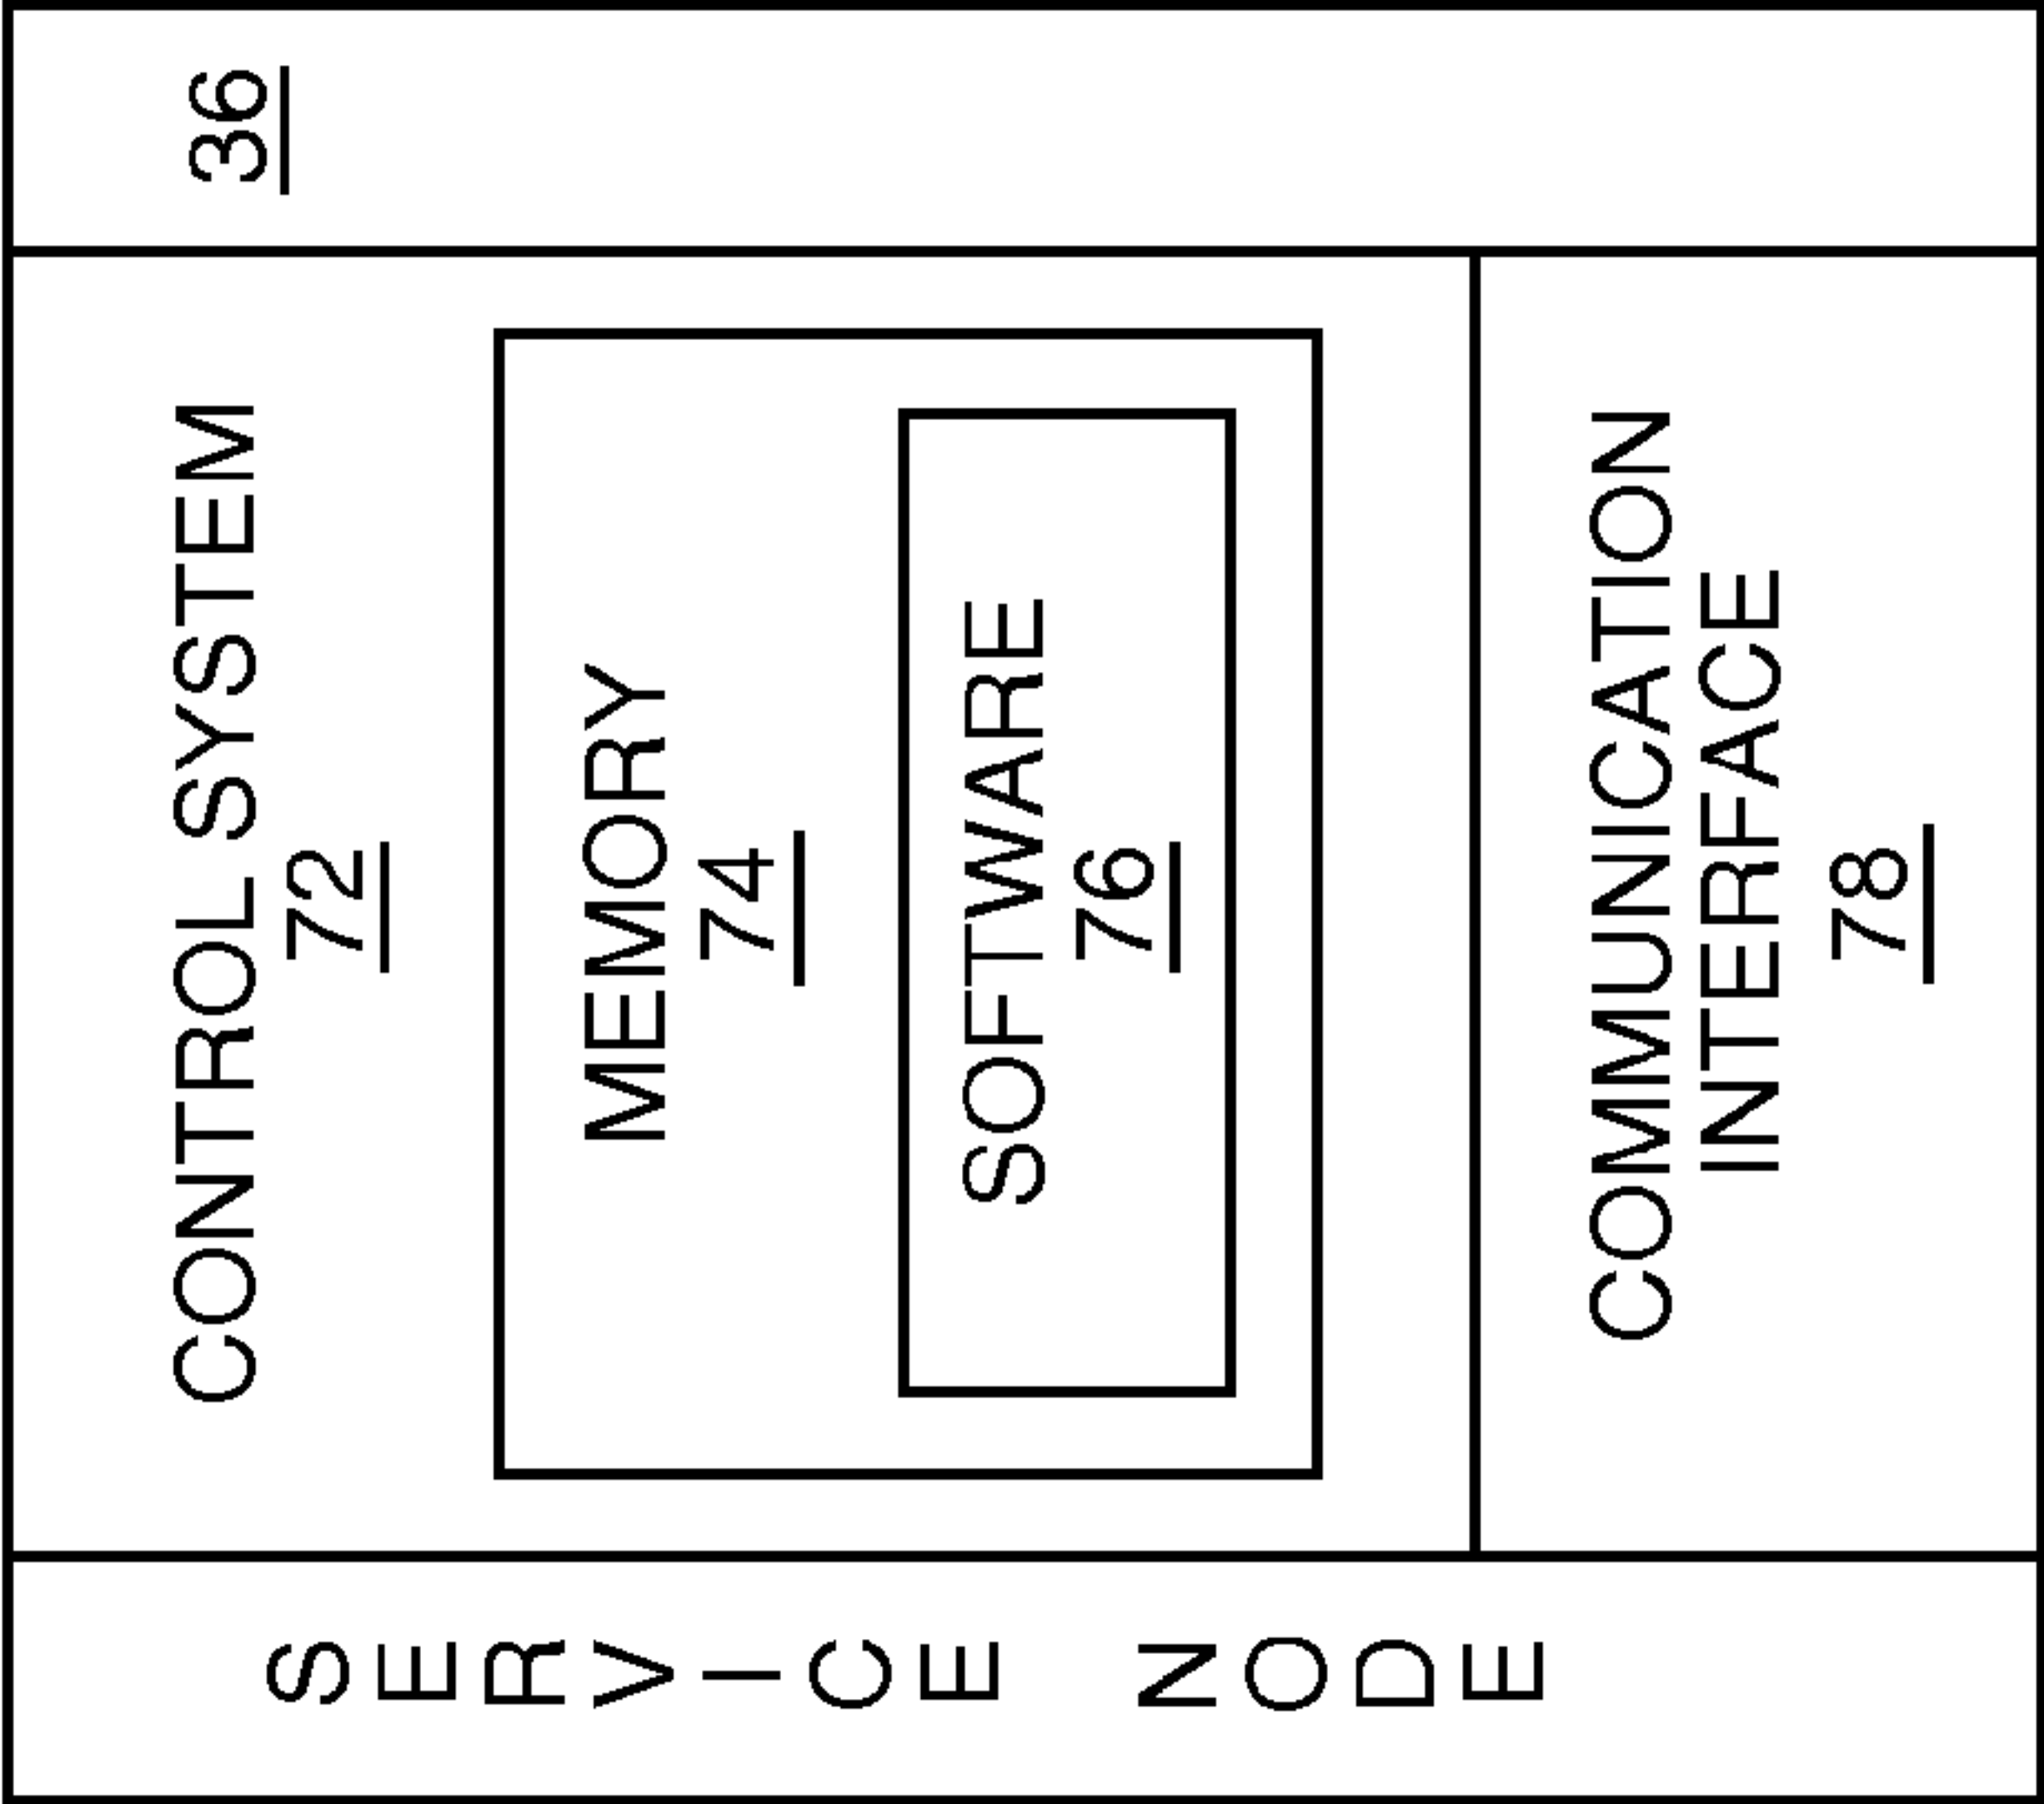 SERVICE NODE
CONTROL SYSTEM
72
MEMORY
74
SOFTWARE
76
COMMUNICATION
INTERFACE
78
36